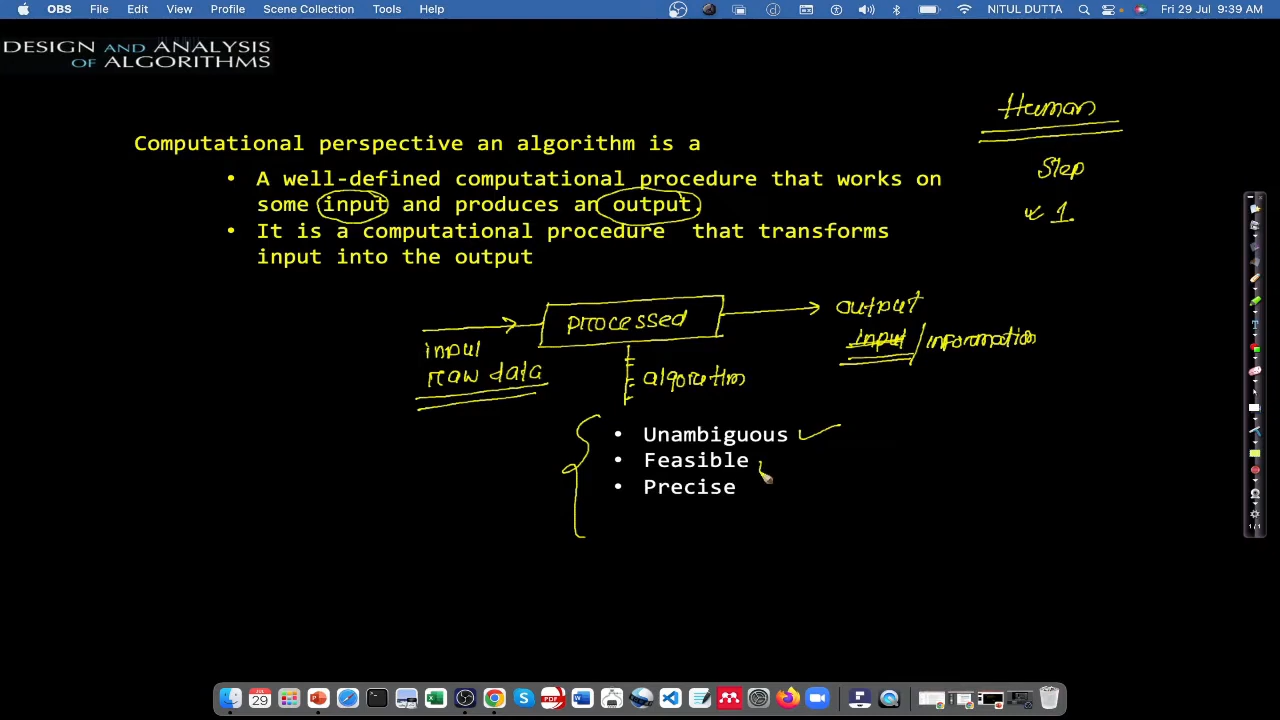 OBS File Edit View Profile Scene Collection Tools Help NITUL DUTTA Fri 29 Jul 9:39 AM
DESIGN AND ANALYSIS
OF ALGORITHMS
Human
Computational perspective an algorithm is a
Step
• A well-defined computational procedure that works on
some input and produces an output.
1.
• It is a computational procedure that transforms
input into the output
processed
output
input
input / information
raw data
algorithm
• Unambiguous
• Feasible
• Precise
1/1